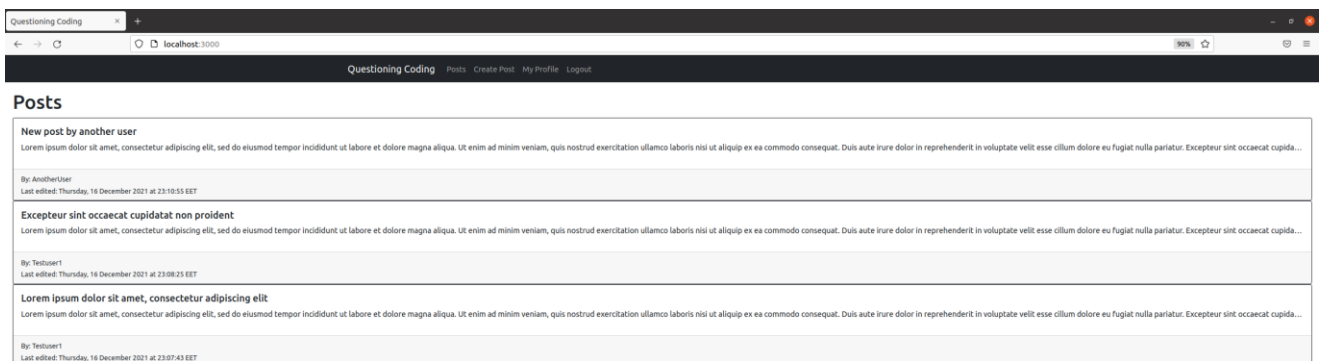 Questioning Coding
localhost:3000
90%
Questioning Coding Posts Create Post My Profile Logout
Posts
New post by another user
Lorem ipsum dolor sit amet, consectetur adipiscing elit, sed do eiusmod tempor incididunt ut labore et dolore magna aliqua. Ut enim ad minim veniam, quis nostrud exercitation ullamco laboris nisi ut aliquip ex ea commodo consequat. Duis aute irure dolor in reprehenderit in voluptate velit esse cillum dolore eu fugiat nulla pariatur. Excepteur sint occaecat cupida...
By: AnotherUser
Last edited: Thursday, 16 December 2021 at 23:10:55 EET
Excepteur sint occaecat cupidatat non proident
Lorem ipsum dolor sit amet, consectetur adipiscing elit, sed do eiusmod tempor incididunt ut labore et dolore magna aliqua. Ut enim ad minim veniam, quis nostrud exercitation ullamco laboris nisi ut aliquip ex ea commodo consequat. Duis aute irure dolor in reprehenderit in voluptate velit esse cillum dolore eu fugiat nulla pariatur. Excepteur sint occaecat cupida...
By: Testuser1
Last edited: Thursday, 16 December 2021 at 23:08:25 EET
Lorem ipsum dolor sit amet, consectetur adipiscing elit
Lorem ipsum dolor sit amet, consectetur adipiscing elit, sed do eiusmod tempor incididunt ut labore et dolore magna aliqua. Ut enim ad minim veniam, quis nostrud exercitation ullamco laboris nisi ut aliquip ex ea commodo consequat. Duis aute irure dolor in reprehenderit in voluptate velit esse cillum dolore eu fugiat nulla pariatur. Excepteur sint occaecat cupida...
By: Testuser1
Last edited: Thursday, 16 December 2021 at 23:07:43 EET